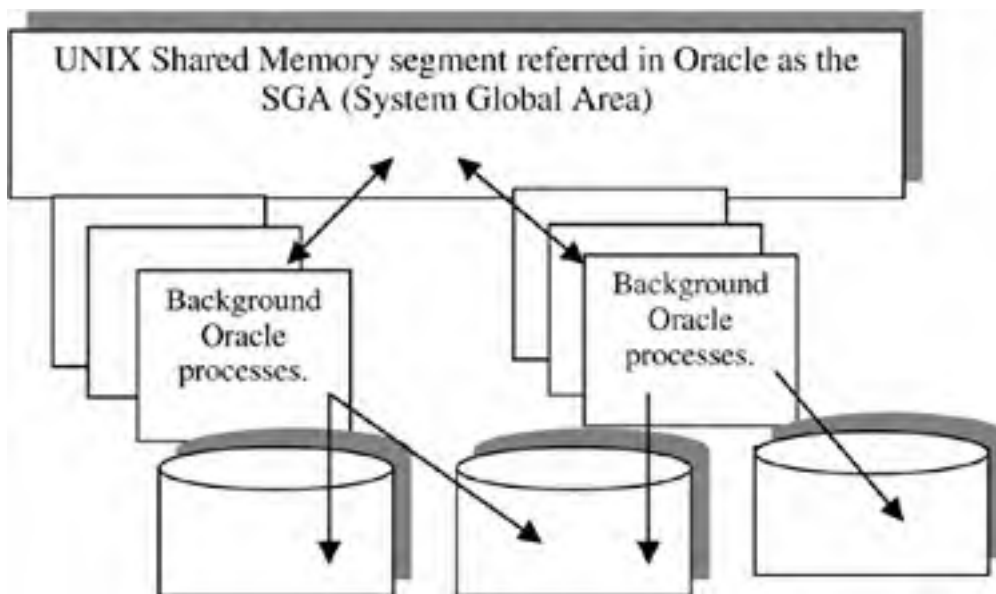 UNIX Shared Memory segment referred in Oracle as the
SGA (System Global Area)
Background
Oracle
processes.
Background
Oracle
processes.